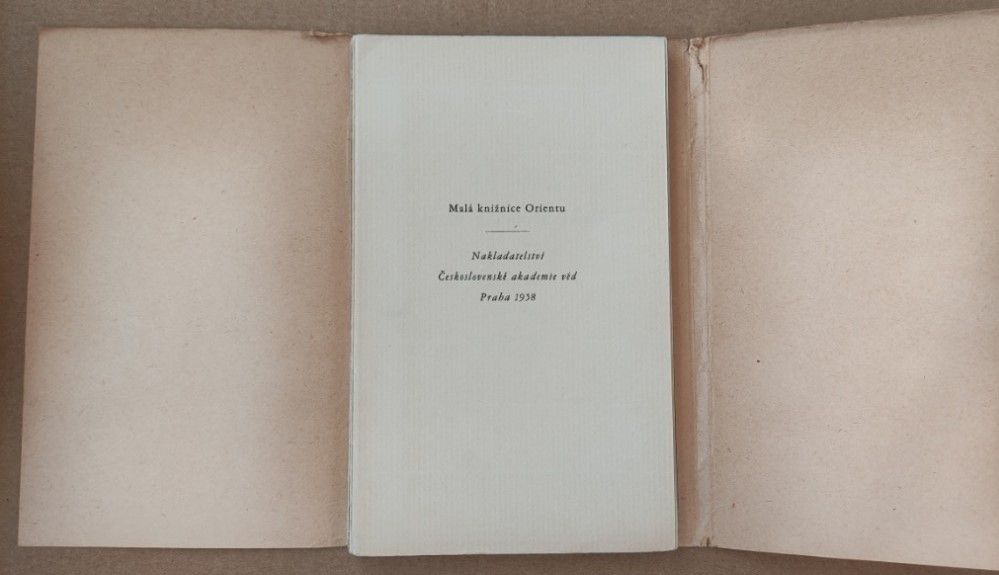 Malá knižnice Orientu
Nakladatelství
Československé akademie věd
Praha 1958